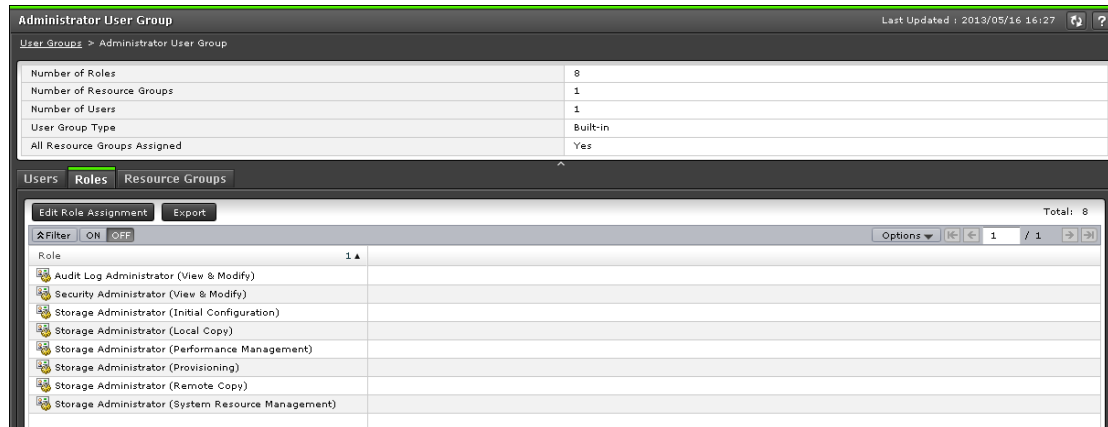 Administrator User Group
Last Updated : 2013/05/16 16:27
?
User Groups > Administrator User Group
Number of Roles 8
Number of Resource Groups 1
Number of Users 1
User Group Type Built-in
All Resource Groups Assigned Yes
Users Roles Resource Groups
Edit Role Assignment Export Total: 8
Filter ON OFF Options 1 / 1
Role 1
Audit Log Administrator (View & Modify)
Security Administrator (View & Modify)
Storage Administrator (Initial Configuration)
Storage Administrator (Local Copy)
Storage Administrator (Performance Management)
Storage Administrator (Provisioning)
Storage Administrator (Remote Copy)
Storage Administrator (System Resource Management)